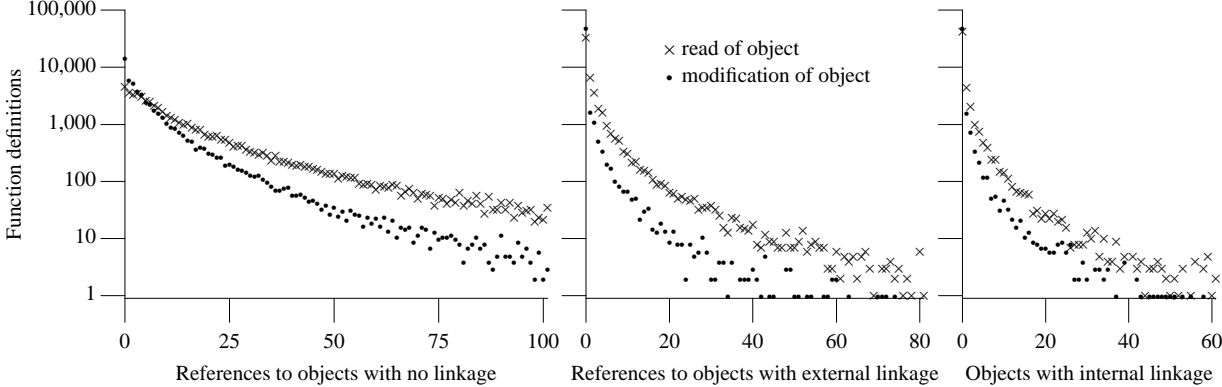 100,000
10,000
1,000
100
10
1
Function definitions
× read of object
• modification of object
0 25 50 75 100
0 20 40 60 80
0 20 40 60
References to objects with no linkage
References to objects with external linkage
Objects with internal linkage